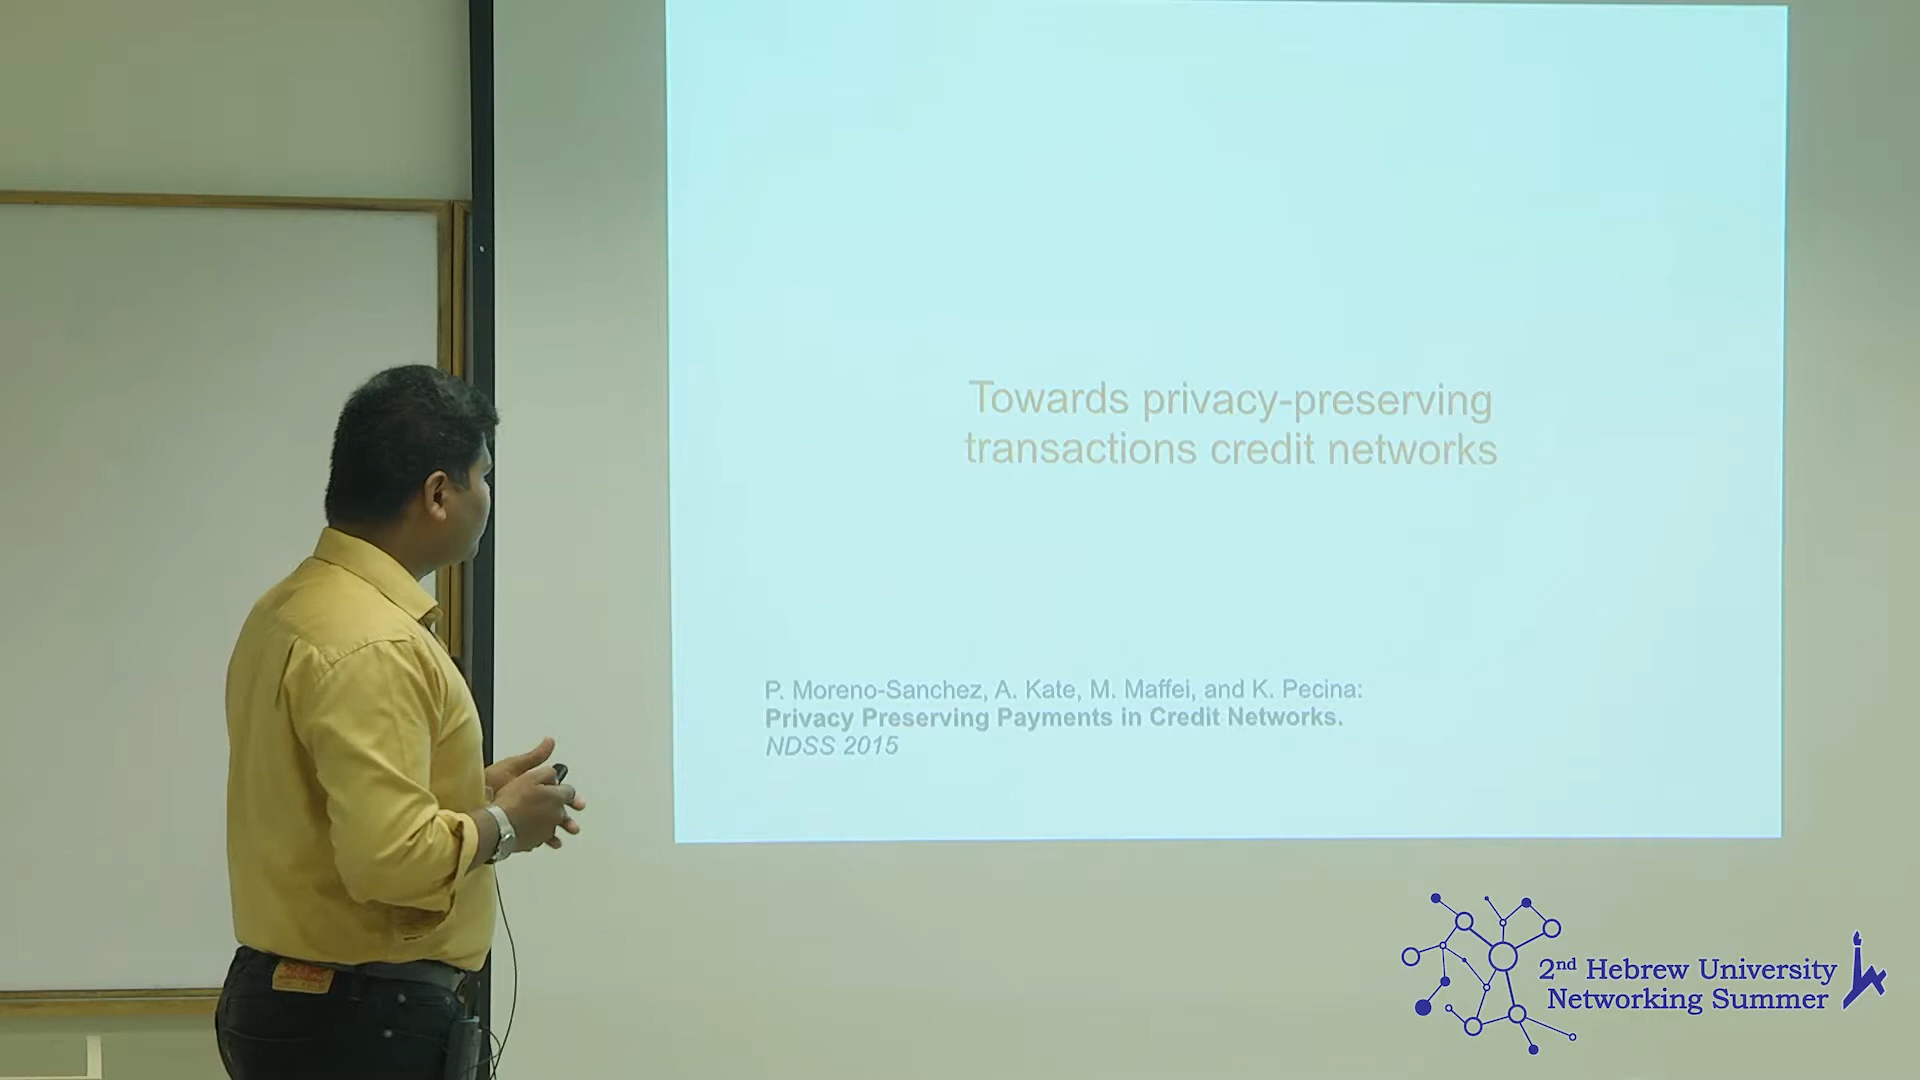 Towards privacy-preserving
transactions credit networks
P. Moreno-Sanchez, A. Kate, M. Maffei, and K. Pecina:
Privacy Preserving Payments in Credit Networks.
NDSS 2015
2nd Hebrew University
Networking Summer